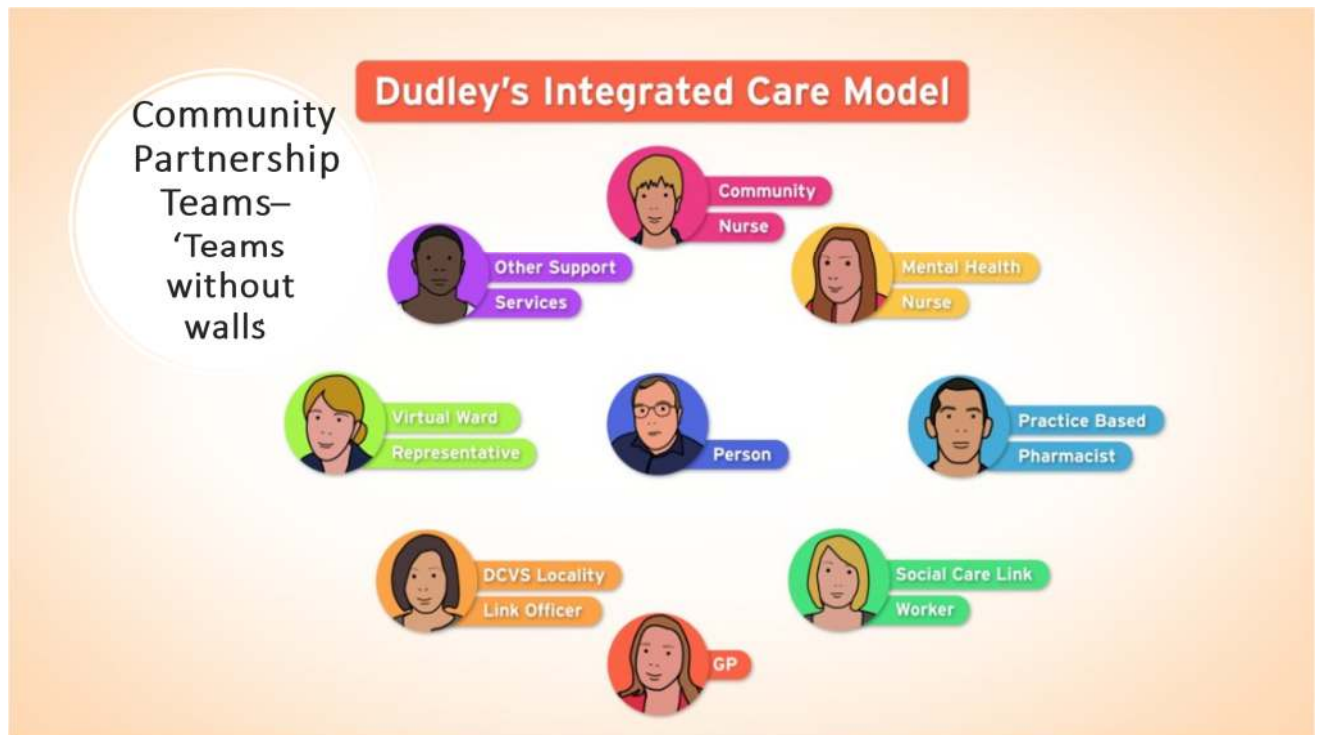 Dudley's Integrated Care Model
Community
Partnership
Teams–
‘Teams
without
walls
Community
Nurse
Other Support
Services
Mental Health
Nurse
Virtual Ward
Representative
Person
Practice Based
Pharmacist
DCVS Locality
Link Officer
Social Care Link
Worker
GP